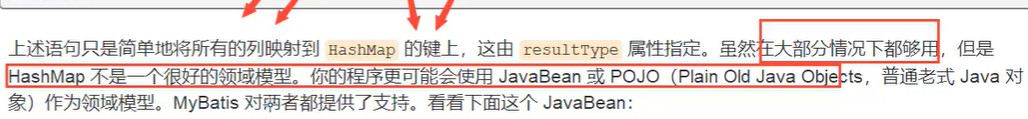 上述语句只是简单地将所有的列映射到 HashMap 的键上，这由 resultType 属性指定。虽然在大部分情况下都够用，但是
HashMap 不是一个很好的领域模型。你的程序更可能会使用 JavaBean 或 POJO（Plain Old Java Objects，普通老式 Java 对
象）作为领域模型。MyBatis 对两者都提供了支持。看看下面这个 JavaBean：